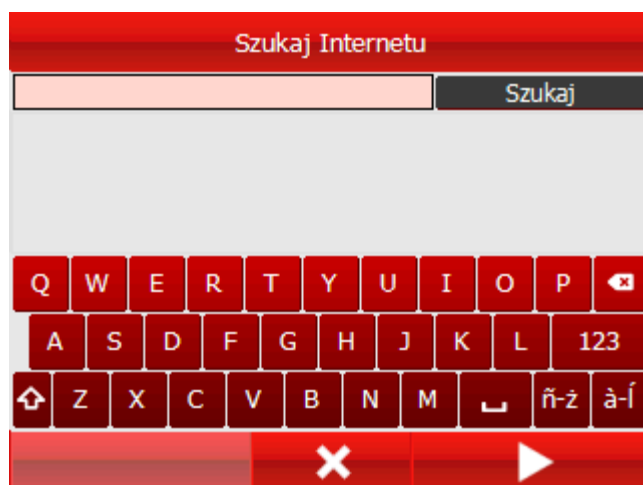 Szukaj Internetu
Szukaj
Q W E R T Y U I O P
A S D F G H J K L 123
Z X C V B N M ñ-ż à-Í